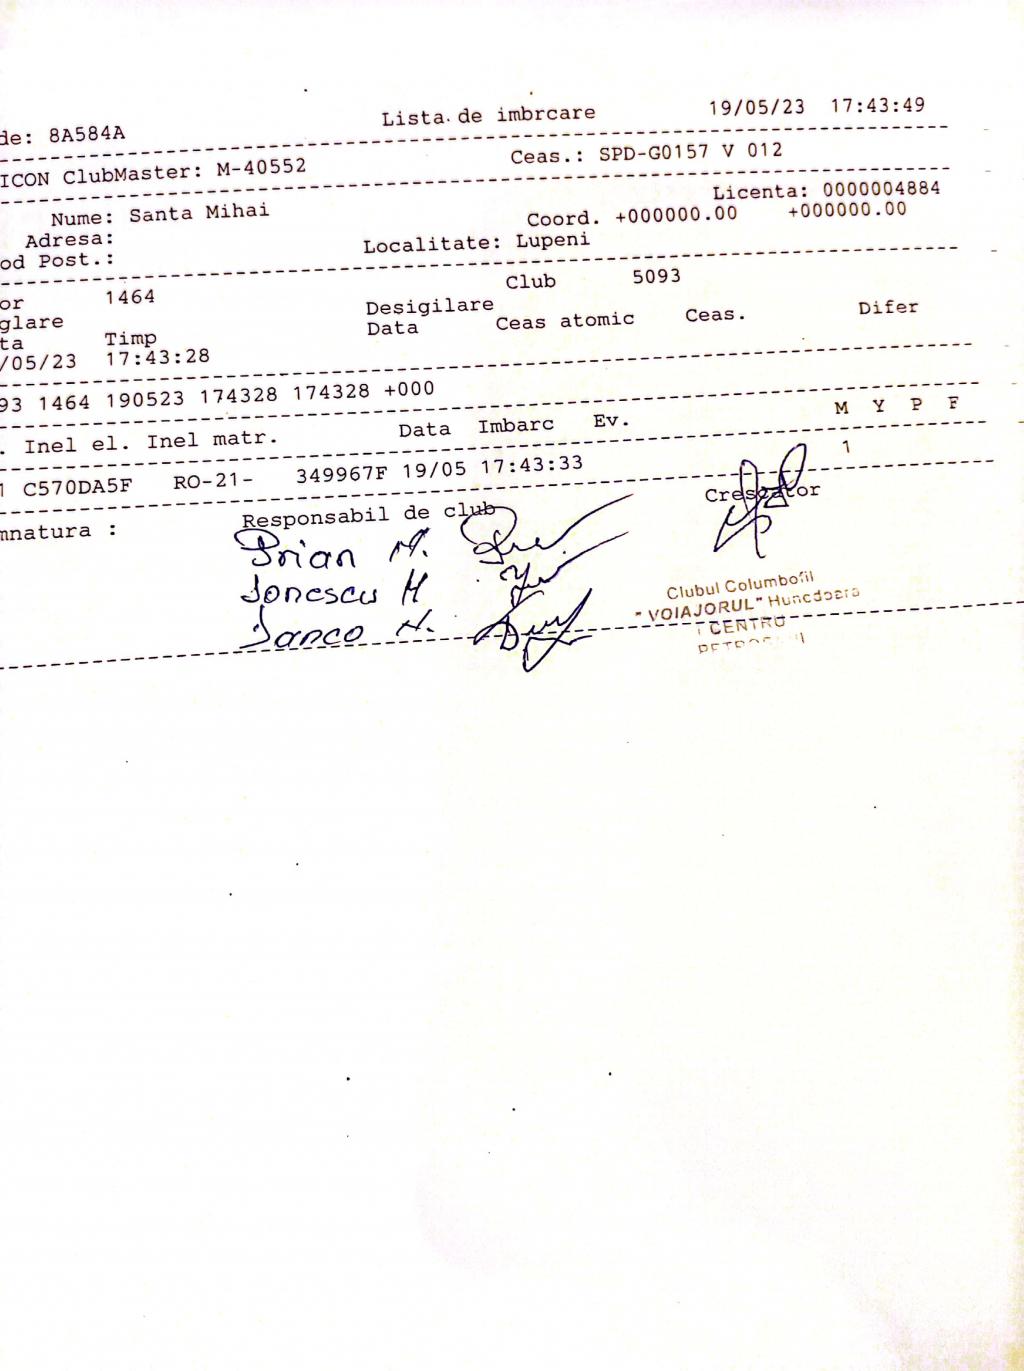 de: 8A584A Lista de imbrcare 19/05/23 17:43:49
ICON ClubMaster: M-40552 Ceas.: SPD-G0157 V 012
Licenta: 0000004884
Nume: Santa Mihai Coord. +000000.00 +000000.00
Adresa:
od Post.: Localitate: Lupeni
Club 5093
or 1464
glare Desigilare
ta Timp Data Ceas atomic Ceas. Difer
/05/23 17:43:28
93 1464 190523 174328 174328 +000
. Inel el. Inel matr. Data Imbarc Ev. M Y P F
1 C570DA5F RO-21- 349967F 19/05 17:43:33 1
mnatura : Responsabil de club Crescator
Brian M.
Ionescu M
Ianco N.
Clubul Columbofil
"VOIAJORUL" Hunedoara
CENTRU